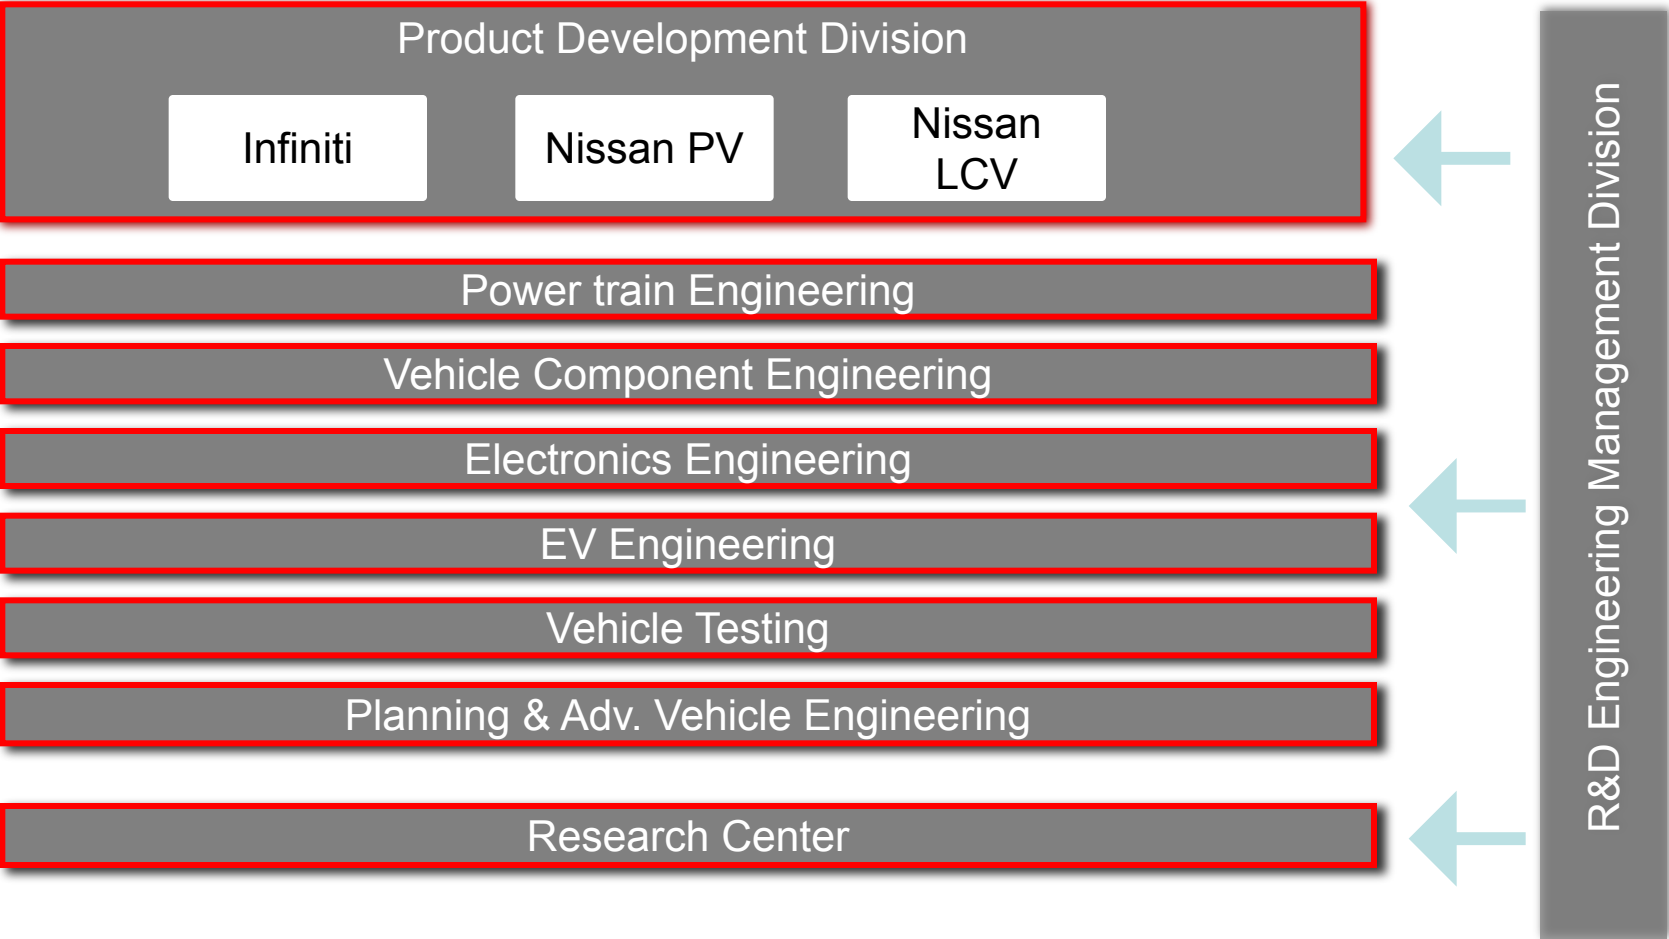 Product Development Division
Infiniti
Nissan PV
Nissan
LCV
Power train Engineering
Vehicle Component Engineering
Electronics Engineering
EV Engineering
Vehicle Testing
Planning & Adv. Vehicle Engineering
Research Center
R&D Engineering Management Division